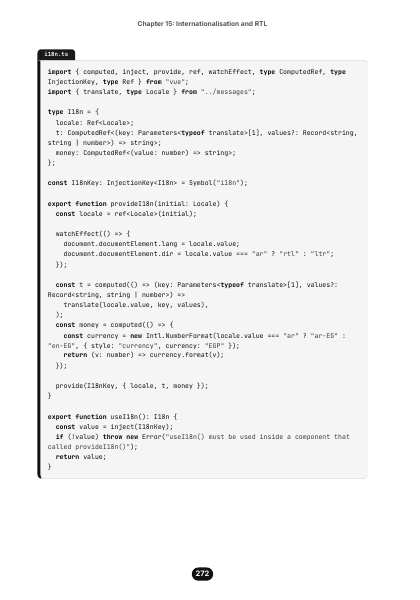 Chapter 15: Internationalisation and RTL
i18n.ts
import { computed, inject, provide, ref, watchEffect, type ComputedRef, type
InjectionKey, type Ref } from "vue";
import { translate, type Locale } from "../messages";
type I18n = {
  locale: Ref<Locale>;
  t: ComputedRef<(key: Parameters<typeof translate>[1], values?: Record<string,
string | number>) => string>;
  money: ComputedRef<(value: number) => string>;
};
const I18nKey: InjectionKey<I18n> = Symbol("i18n");
export function provideI18n(initial: Locale) {
  const locale = ref<Locale>(initial);
  watchEffect(() => {
    document.documentElement.lang = locale.value;
    document.documentElement.dir = locale.value === "ar" ? "rtl" : "ltr";
  });
  const t = computed(() => (key: Parameters<typeof translate>[1], values?:
Record<string, string | number>) =>
    translate(locale.value, key, values),
  );
  const money = computed(() => {
    const currency = new Intl.NumberFormat(locale.value === "ar" ? "ar-EG" :
"en-EG", { style: "currency", currency: "EGP" });
    return (v: number) => currency.format(v);
  });
  provide(I18nKey, { locale, t, money });
}
export function useI18n(): I18n {
  const value = inject(I18nKey);
  if (!value) throw new Error("useI18n() must be used inside a component that
called provideI18n()");
  return value;
}
272